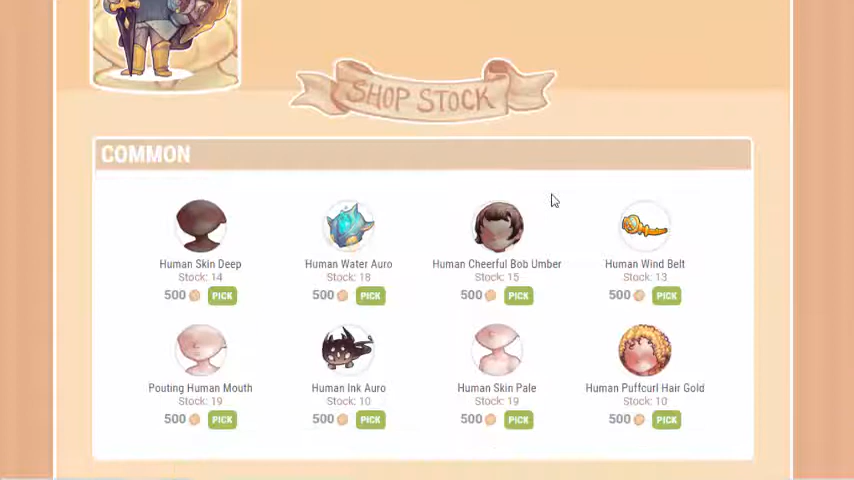 SHOP STOCK
COMMON
Human Skin Deep
Stock: 14
500 PICK
Human Water Auro
Stock: 18
500 PICK
Human Cheerful Bob Umber
Stock: 15
500 PICK
Human Wind Belt
Stock: 13
500 PICK
Pouting Human Mouth
Stock: 19
500 PICK
Human Ink Auro
Stock: 10
500 PICK
Human Skin Pale
Stock: 19
500 PICK
Human Puffcurl Hair Gold
Stock: 10
500 PICK